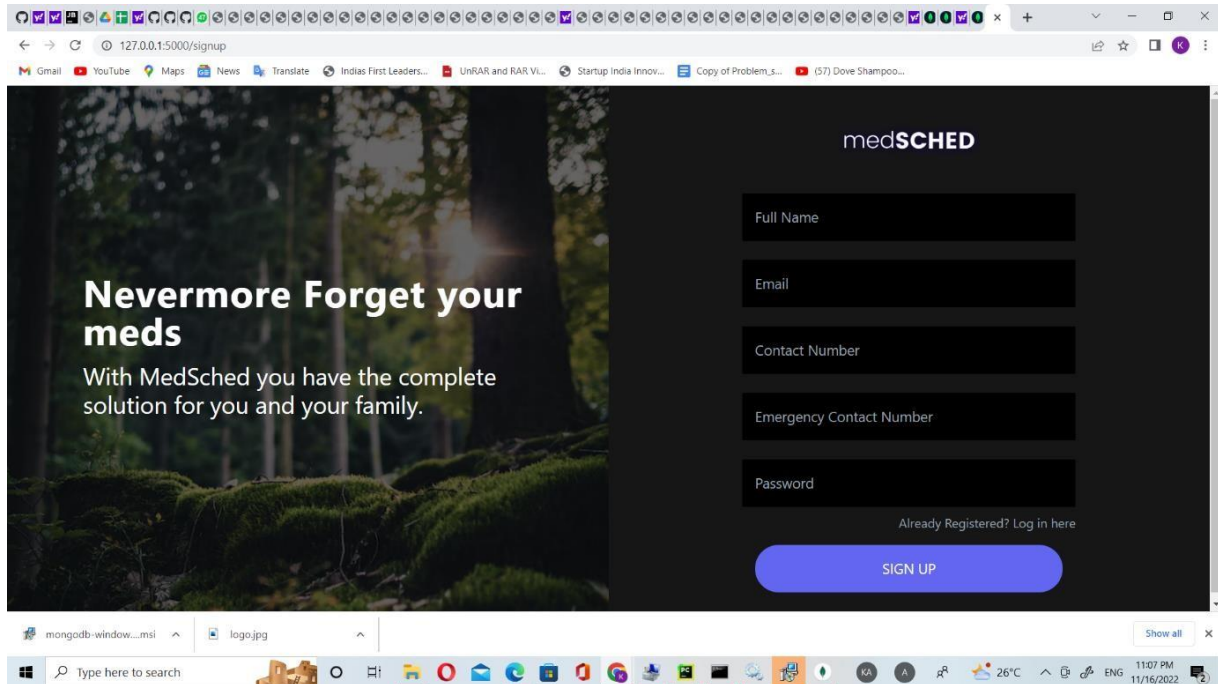 127.0.0.1:5000/signup
K
Gmail YouTube Maps News Translate Indias First Leaders... UnRAR and RAR Vi... Startup India Innov... Copy of Problem_s... (57) Dove Shampoo...
medSCHED
Nevermore Forget your
meds
With MedSched you have the complete
solution for you and your family.
Full Name
Email
Contact Number
Emergency Contact Number
Password
Already Registered? Log in here
SIGN UP
mongodb-window....msi logo.jpg Show all
Type here to search
KA A 26°C ENG 11:07 PM
11/16/2022
2